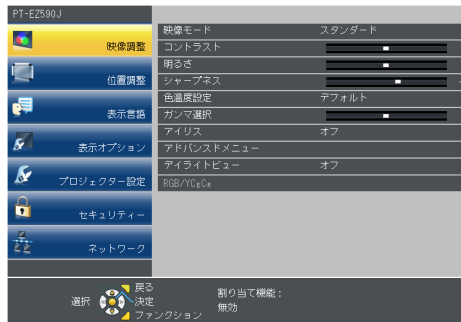 PT-EZ590J
映像調整
位置調整
表示言語
表示オプション
プロジェクター設定
セキュリティー
ネットワーク
映像モード　スタンダード
コントラスト
明るさ
シャープネス
色温度設定　デフォルト
ガンマ選択
アイリス　オフ
アドバンスドメニュー
デイライトビュー　オフ
RGB/YCBCR
選択
戻る
決定
ファンクション
割り当て機能：
無効